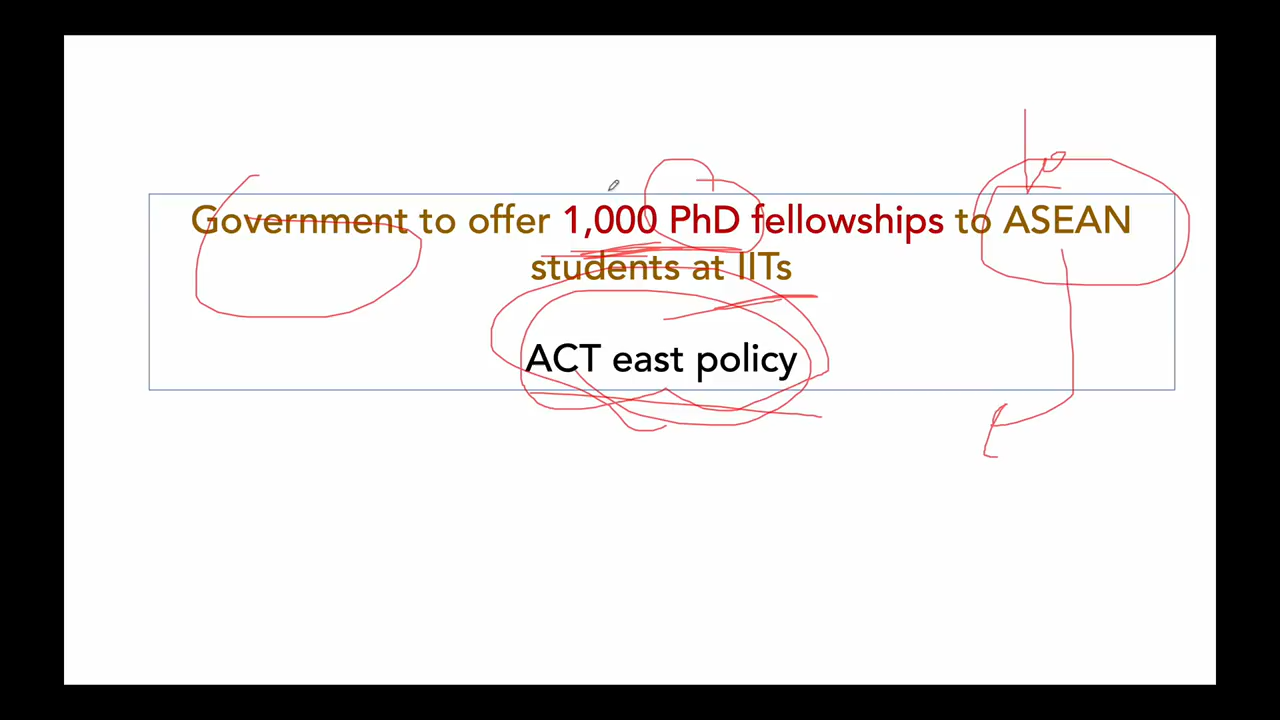 Government to offer 1,000 PhD fellowships to ASEAN
students at IITs
ACT east policy